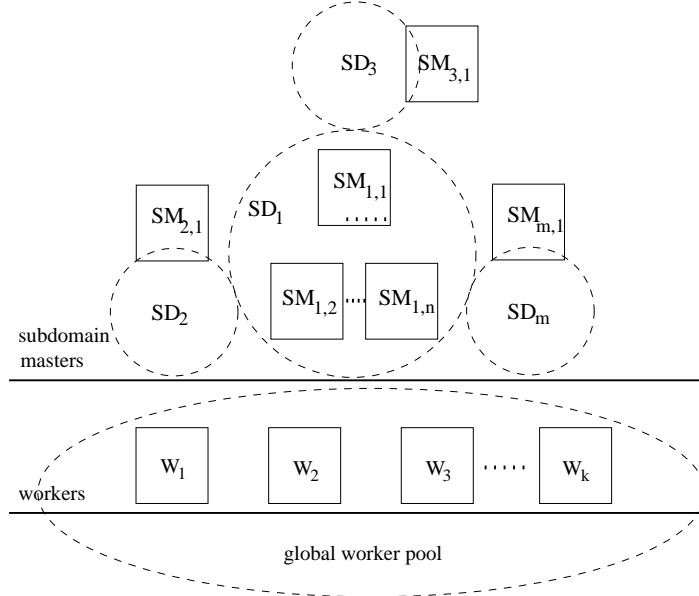 SD3 SM3,1
SM1,1
SD1
SM2,1
SMm,1
SM1,2 ..... SM1,n
SD2
SDm
subdomain
masters
W1 W2 W3 ..... Wk
workers
global worker pool